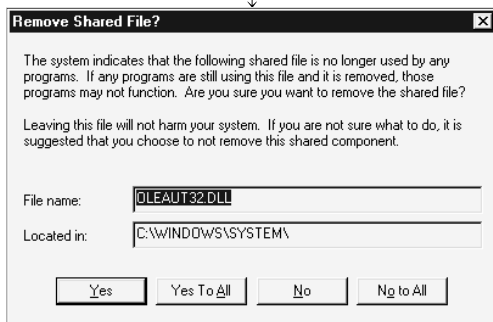 Remove Shared File?
The system indicates that the following shared file is no longer used by any
programs. If any programs are still using this file and it is removed, those
programs may not function. Are you sure you want to remove the shared file?
Leaving this file will not harm your system. If you are not sure what to do, it is
suggested that you choose to not remove this shared component.
File name: OLEAUT32.DLL
Located in: C:\WINDOWS\SYSTEM\
Yes Yes To All No No to All